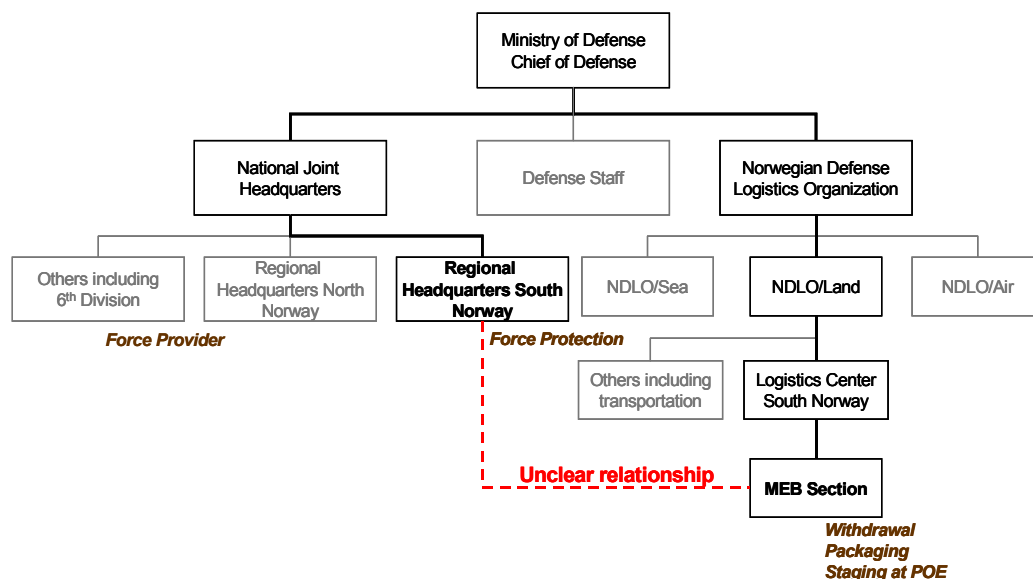 Ministry of Defense
Chief of Defense
National Joint
Headquarters
Defense Staff
Norwegian Defense
Logistics Organization
Others including
6th Division
Regional
Headquarters North
Norway
Regional
Headquarters South
Norway
NDLO/Sea
NDLO/Land
NDLO/Air
Force Provider
Force Protection
Others including
transportation
Logistics Center
South Norway
Unclear relationship
MEB Section
Withdrawal
Packaging
Staging at POE